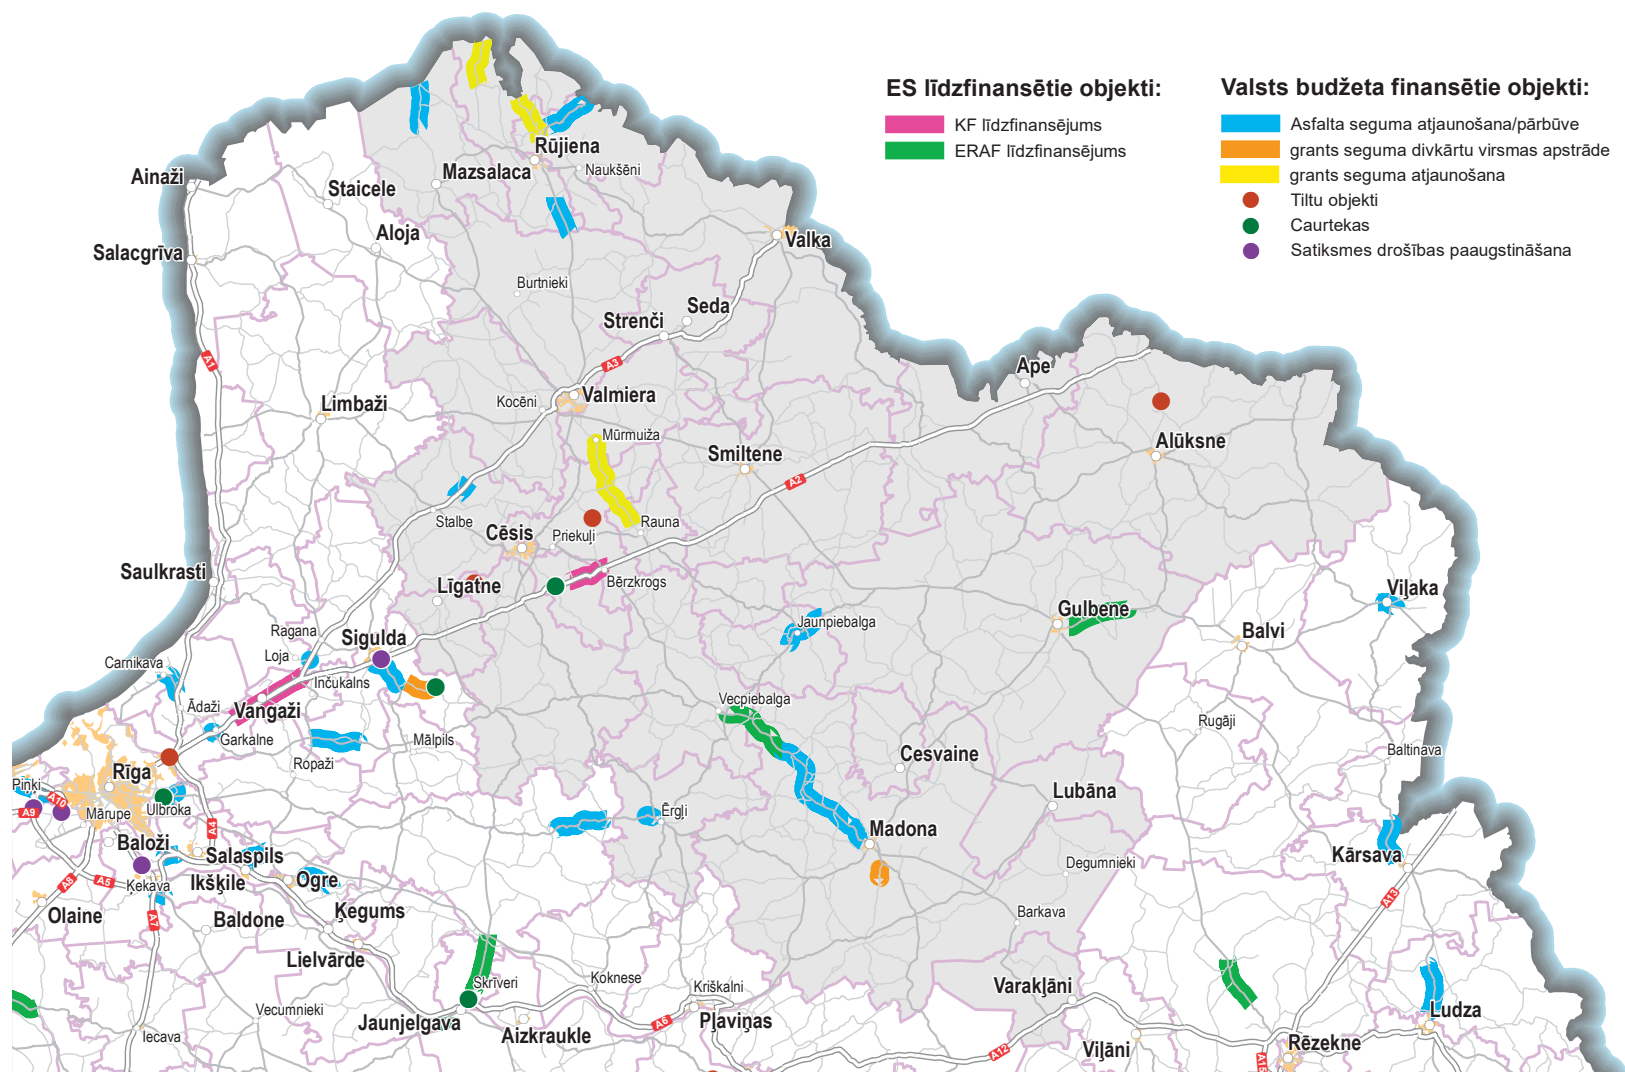 ES līdzfinansētie objekti:
KF līdzfinansējums
ERAF līdzfinansējums
Valsts budžeta finansētie objekti:
Asfalta seguma atjaunošana/pārbūve
grants seguma divkārtu virsmas apstrāde
grants seguma atjaunošana
Tiltu objekti
Caurtekas
Satiksmes drošības paaugstināšana
Rūjiena
Naukšēni
Mazsalaca
Ainaži
Staicele
Aloja
Salacgrīva
Valka
Burtnieki
Seda
Strenči
A1
A3
Ape
Kocēni
Valmiera
Limbaži
Mūrmuiža
Alūksne
Smiltene
A2
Stalbe
Rauna
Cēsis
Priekuļi
Saulkrasti
Bērzkrogs
Līgatne
Viļaka
Gulbene
Jaunpiebalga
Balvi
Ragana
Sigulda
Loja
Carnikava
Inčukalns
Vecpiebalga
Ādaži
Vangaži
Rugāji
Garkalne
Mālpils
Baltinava
Cesvaine
Ropaži
Rīga
Piņķi
Lubāna
A10
A9
Mārupe
Ulbroka
Ērgļi
A4
Madona
Baloži
Salaspils
Kārsava
Degumnieki
A8
A5
Ķekava
Ikšķile
Ogre
A13
Olaine
A7
Baldone
Ķegums
Barkava
Lielvārde
Skrīveri
Koknese
Kriškalni
Varakļāni
Vecumnieki
Jaunjelgava
Aizkraukle
A6
Pļaviņas
Ludza
Iecava
A12
Viļāni
Rēzekne